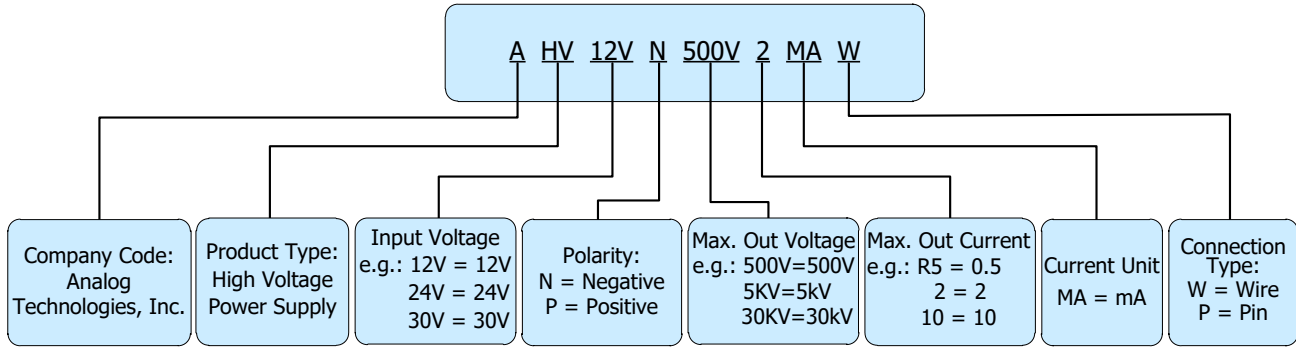 A HV 12V N 500V 2 MA W
Company Code:
Analog
Technologies, Inc.
Product Type:
High Voltage
Power Supply
Input Voltage
e.g.: 12V = 12V
24V = 24V
30V = 30V
Polarity:
N = Negative
P = Positive
Max. Out Voltage
e.g.: 500V=500V
5KV=5kV
30KV=30kV
Max. Out Current
e.g.: R5 = 0.5
2 = 2
10 = 10
Current Unit
MA = mA
Connection
Type:
W = Wire
P = Pin